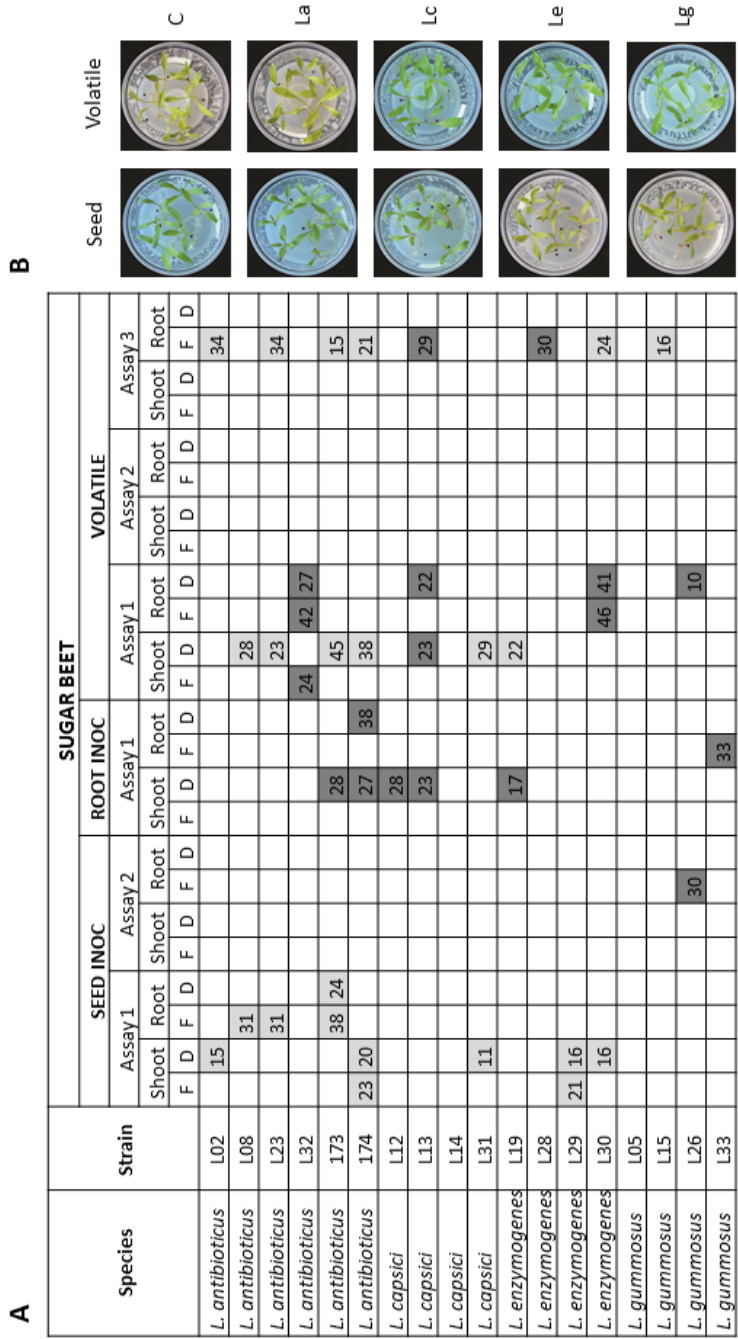 A
SUGAR BEET
Species Strain SEED INOC ROOT INOC VOLATILE
Assay 1 Assay 2 Assay 1 Assay 1 Assay 2 Assay 3
Shoot Root Shoot Root Shoot Root Shoot Root Shoot Root Shoot Root
F D F D F D F D F D F D F D F D F D F D F D F D
L. antibioticus L02 15 34
L. antibioticus L08 31 28
L. antibioticus L23 31 23 34
L. antibioticus L32 24 42 27
L. antibioticus 173 38 24 28 45 15
L. antibioticus 174 23 20 27 38 38 21
L. capsici L12 28
L. capsici L13 23 23 22 29
L. capsici L14
L. capsici L31 11 29
L. enzymogenes L19 17 22
L. enzymogenes L28 30
L. enzymogenes L29 21 16
L. enzymogenes L30 16 46 41 24
L. gummosus L05
L. gummosus L15 16
L. gummosus L26 30 10
L. gummosus L33 33
B
Seed
Volatile
C
La
Lc
Le
Lg